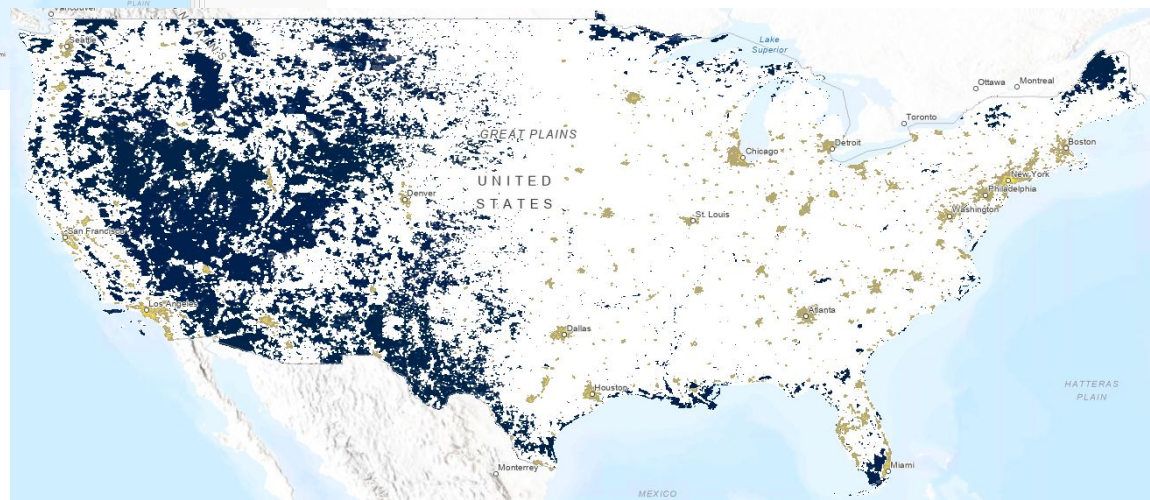 PLAIN
Vancouver
Seattle
Lake
Superior
Ottawa
Montreal
Toronto
GREAT PLAINS
Boston
Detroit
Chicago
UNITED
New York
Denver
Philadelphia
STATES
Washington
St. Louis
San Francisco
Los Angeles
Atlanta
Dallas
HATTERAS
PLAIN
Houston
Miami
Monterrey
MEXICO